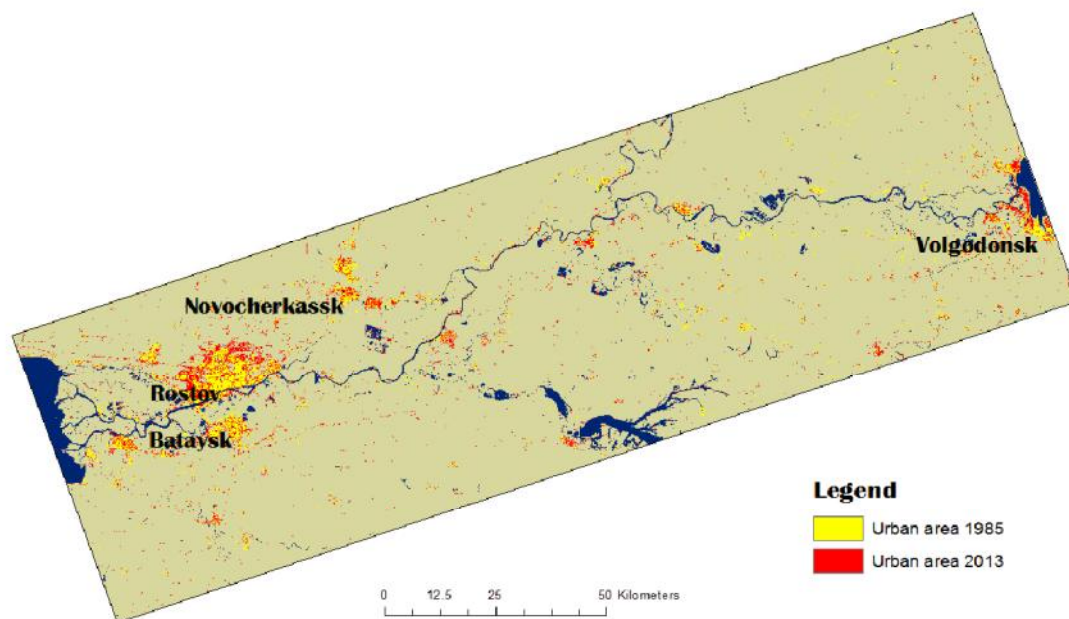 Volgodonsk
Novocherkassk
Rostov
Bataysk
Legend
Urban area 1985
Urban area 2013
0 12.5 25 50 Kilometers